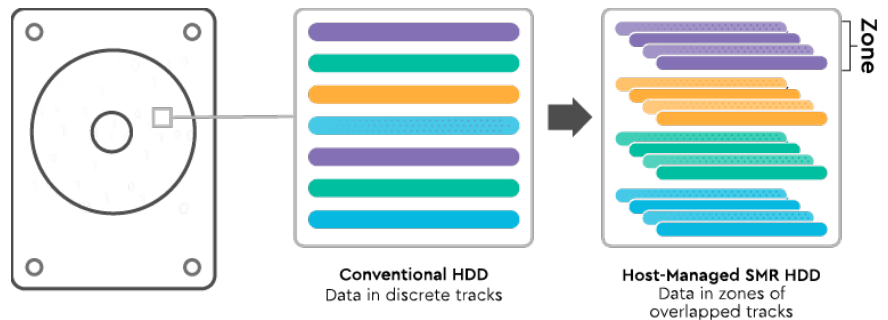 Zone
Conventional HDD
Data in discrete tracks
Host-Managed SMR HDD
Data in zones of
overlapped tracks